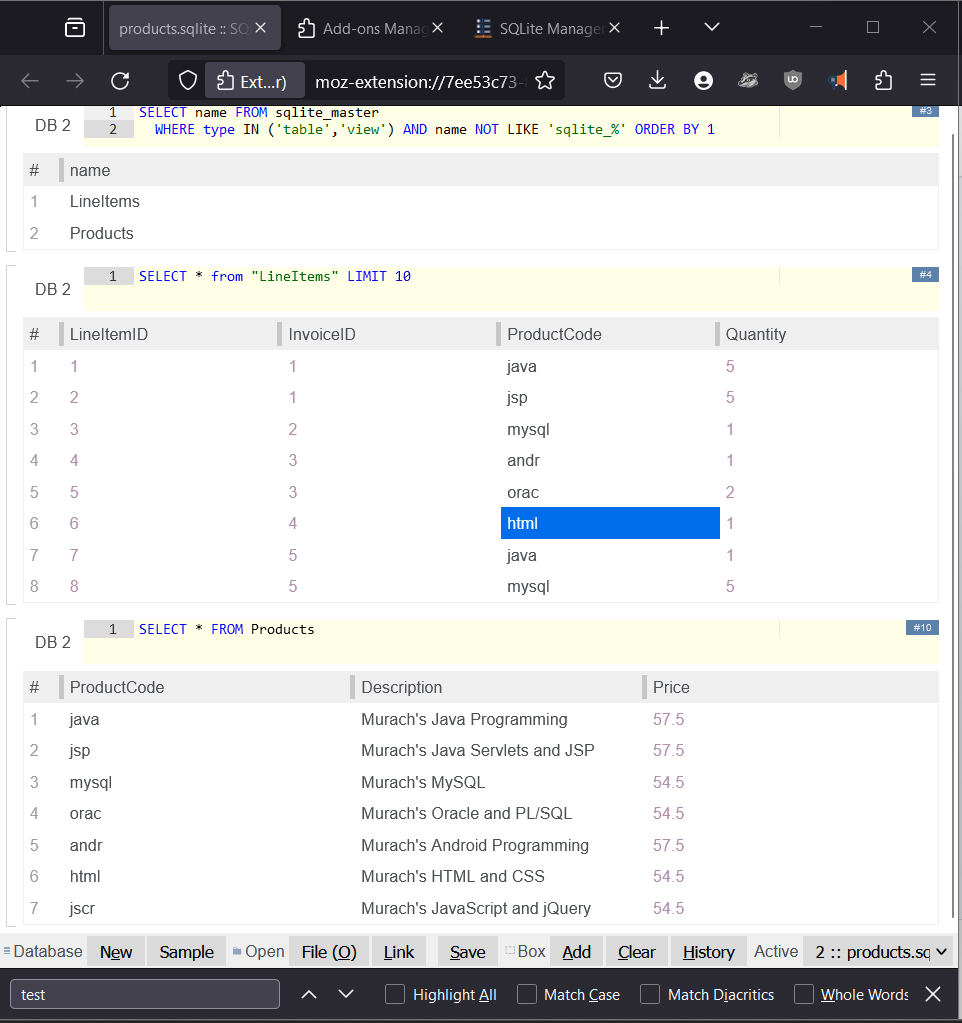 products.sqlite :: SQ Add-ons Manag SQLite Manager
Ext...r) moz-extension://7ee53c73-
DB 2 1 SELECT name FROM sqlite_master #3
2 WHERE type IN ('table','view') AND name NOT LIKE 'sqlite_%' ORDER BY 1
# name
1 LineItems
2 Products
DB 2 1 SELECT * from "LineItems" LIMIT 10 #4
# LineItemID InvoiceID ProductCode Quantity
1 1 1 java 5
2 2 1 jsp 5
3 3 2 mysql 1
4 4 3 andr 1
5 5 3 orac 2
6 6 4 html 1
7 7 5 java 1
8 8 5 mysql 5
DB 2 1 SELECT * FROM Products #10
# ProductCode Description Price
1 java Murach's Java Programming 57.5
2 jsp Murach's Java Servlets and JSP 57.5
3 mysql Murach's MySQL 54.5
4 orac Murach's Oracle and PL/SQL 54.5
5 andr Murach's Android Programming 57.5
6 html Murach's HTML and CSS 54.5
7 jscr Murach's JavaScript and jQuery 54.5
Database New Sample Open File (O) Link Save Box Add Clear History Active 2 :: products.sq
test Highlight All Match Case Match Diacritics Whole Words